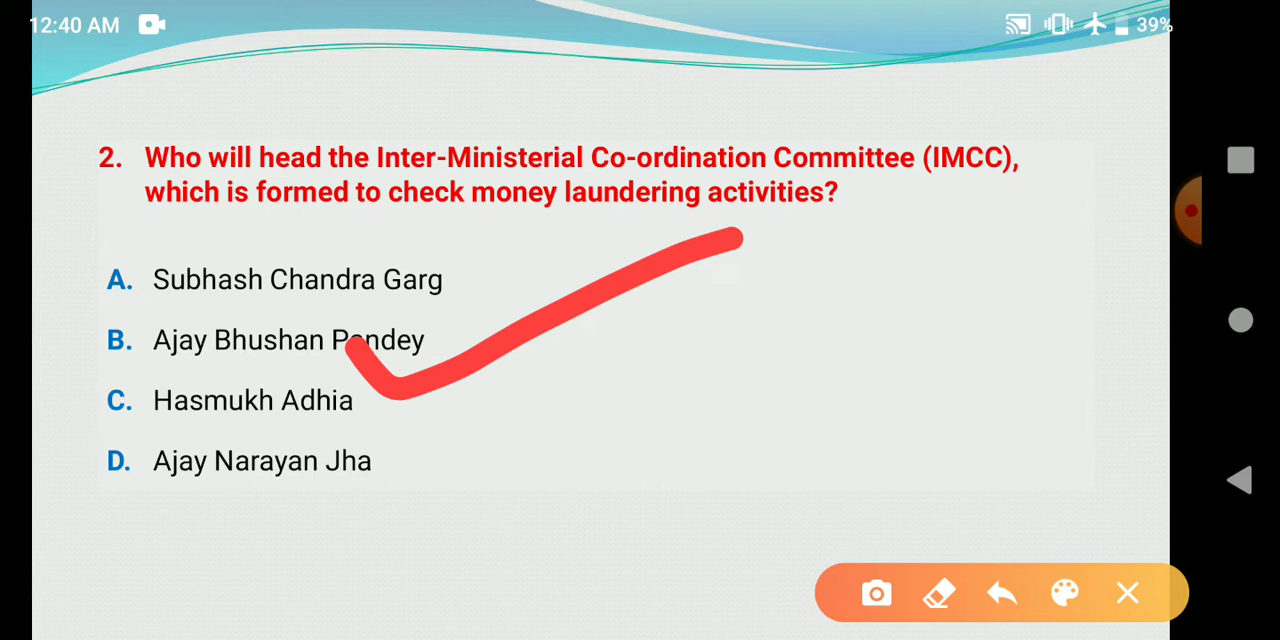 12:40 AM
39%
2. Who will head the Inter-Ministerial Co-ordination Committee (IMCC),
which is formed to check money laundering activities?
A. Subhash Chandra Garg
B. Ajay Bhushan Pandey
C. Hasmukh Adhia
D. Ajay Narayan Jha